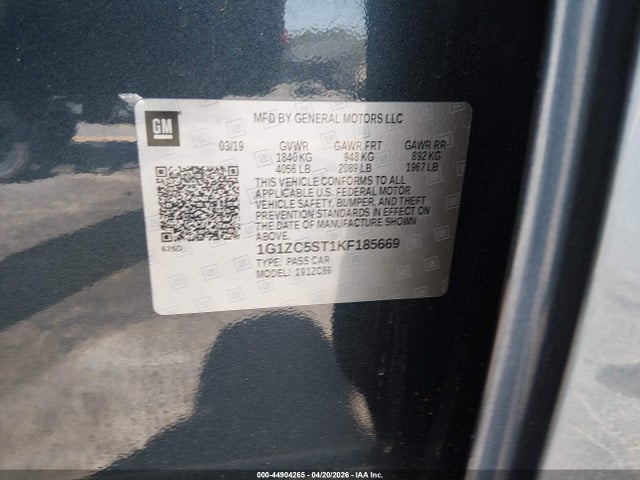 GM
MFD BY GENERAL MOTORS LLC
03/19 GVWR GAWR FRT GAWR RR
1840 KG 948 KG 892 KG
4056 LB 2089 LB 1967 LB
THIS VEHICLE CONFORMS TO ALL
APPLICABLE U.S. FEDERAL MOTOR
VEHICLE SAFETY, BUMPER, AND THEFT
PREVENTION STANDARDS IN EFFECT ON
THE DATE OF MANUFACTURE SHOWN
ABOVE.
626D
1G1ZC5ST1KF185669
TYPE: PASS CAR
MODEL: 191ZC69
000-44904265 - 04/20/2026 - IAA Inc.